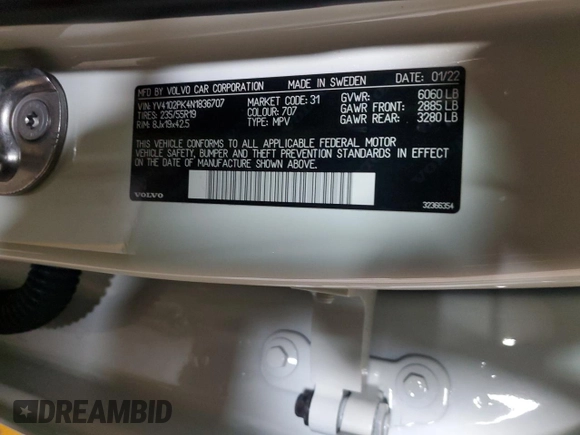 MFD BY VOLVO CAR CORPORATION MADE IN SWEDEN DATE: 01/22
VIN: YV4102PK4N1836707 MARKET CODE: 31 GVWR: 6060 LB
TIRES: 235/55R19 COLOUR: 707 GAWR FRONT: 2885 LB
RIM: 8Jx19x42.5 TYPE: MPV GAWR REAR: 3280 LB
THIS VEHICLE CONFORMS TO ALL APPLICABLE FEDERAL MOTOR
VEHICLE SAFETY, BUMPER AND THEFT PREVENTION STANDARDS IN EFFECT
ON THE DATE OF MANUFACTURE SHOWN ABOVE.
VOLVO 32366354
DREAMBID